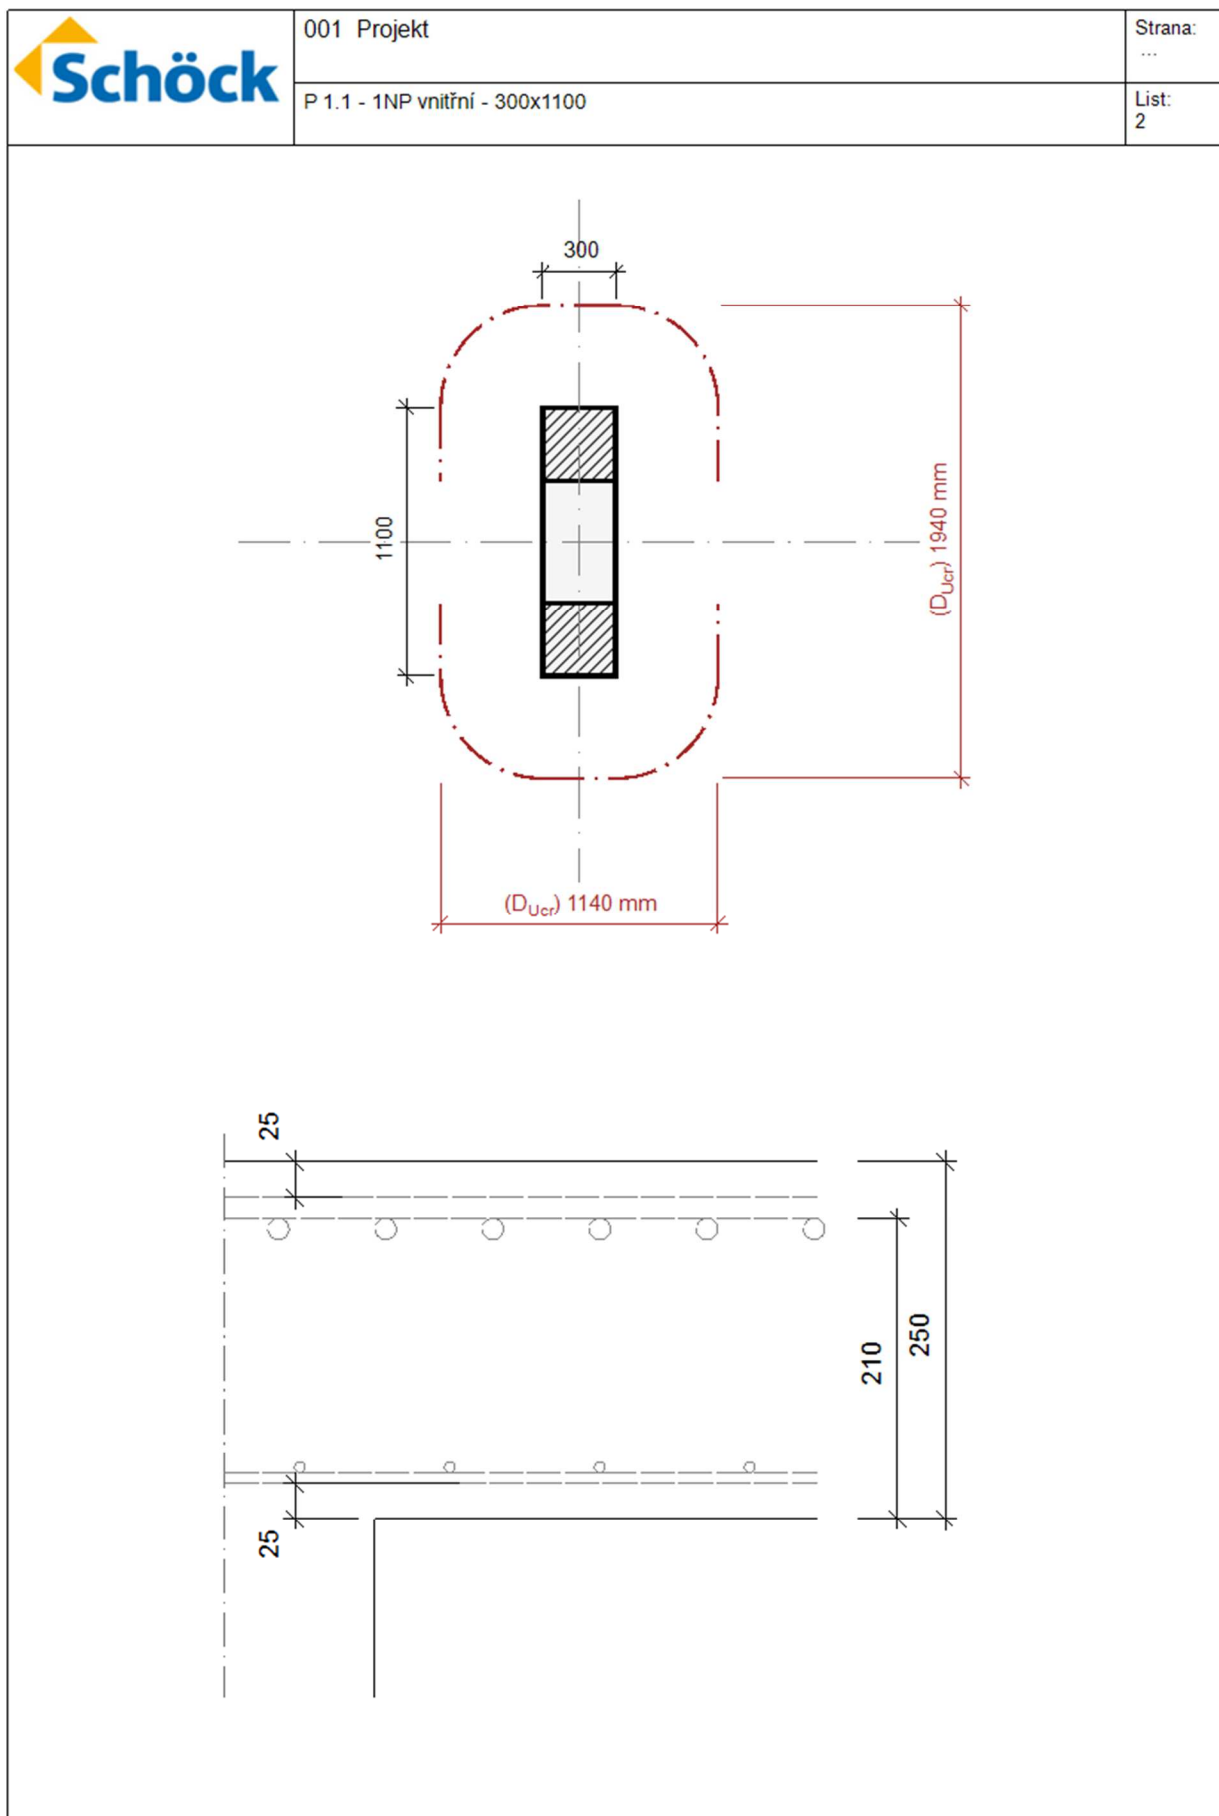 Schöck
001 Projekt
Strana:
...
P 1.1 - 1NP vnitřní - 300x1100
List:
2
300
1100
(DUcr) 1940 mm
(DUcr) 1140 mm
25
210
250
25